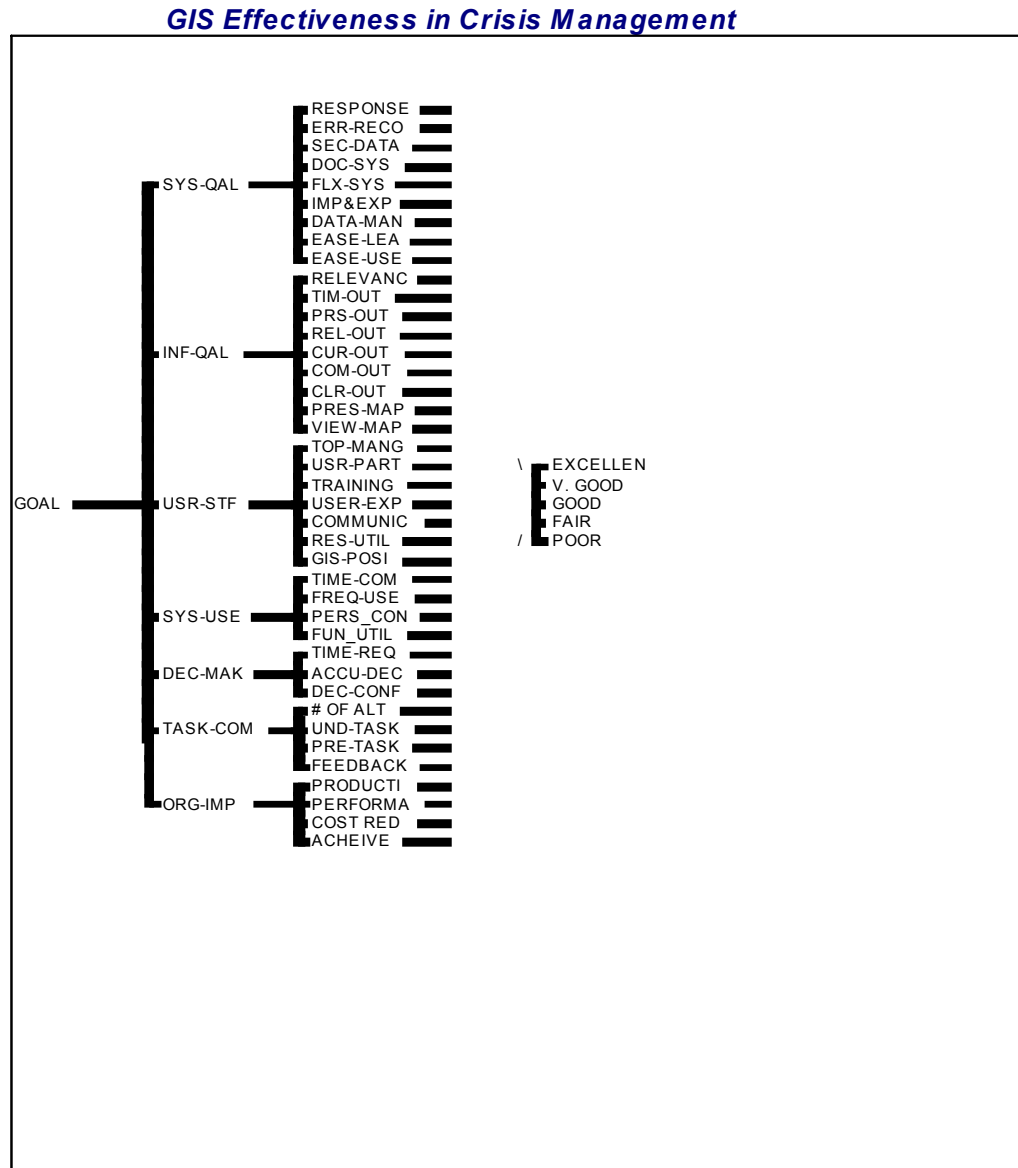 GIS Effectiveness in Crisis Management
GOAL
SYS-QAL
RESPONSE
ERR-RECO
SEC-DATA
DOC-SYS
FLX-SYS
IMP&EXP
DATA-MAN
EASE-LEA
EASE-USE
INF-QAL
RELEVANC
TIM-OUT
PRS-OUT
REL-OUT
CUR-OUT
COM-OUT
CLR-OUT
PRES-MAP
VIEW-MAP
USR-STF
TOP-MANG
USR-PART
TRAINING
USER-EXP
COMMUNIC
RES-UTIL
GIS-POSI
SYS-USE
TIME-COM
FREQ-USE
PERS_CON
FUN_UTIL
DEC-MAK
TIME-REQ
ACCU-DEC
DEC-CONF
TASK-COM
# OF ALT
UND-TASK
PRE-TASK
FEEDBACK
ORG-IMP
PRODUCTI
PERFORMA
COST RED
ACHEIVE
\ EXCELLEN
V. GOOD
GOOD
FAIR
/ POOR